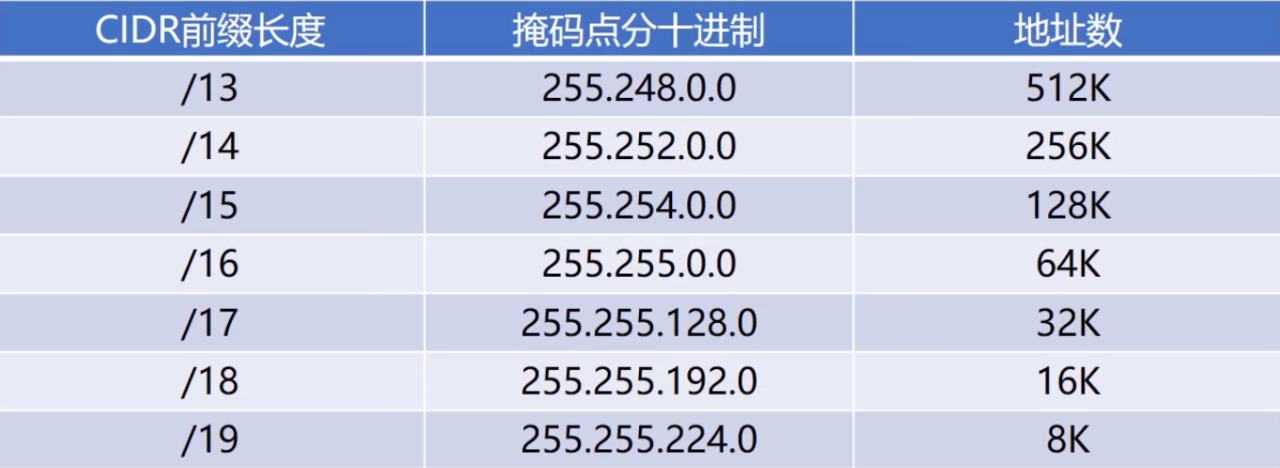 CIDR前缀长度 掩码点分十进制 地址数
/13 255.248.0.0 512K
/14 255.252.0.0 256K
/15 255.254.0.0 128K
/16 255.255.0.0 64K
/17 255.255.128.0 32K
/18 255.255.192.0 16K
/19 255.255.224.0 8K